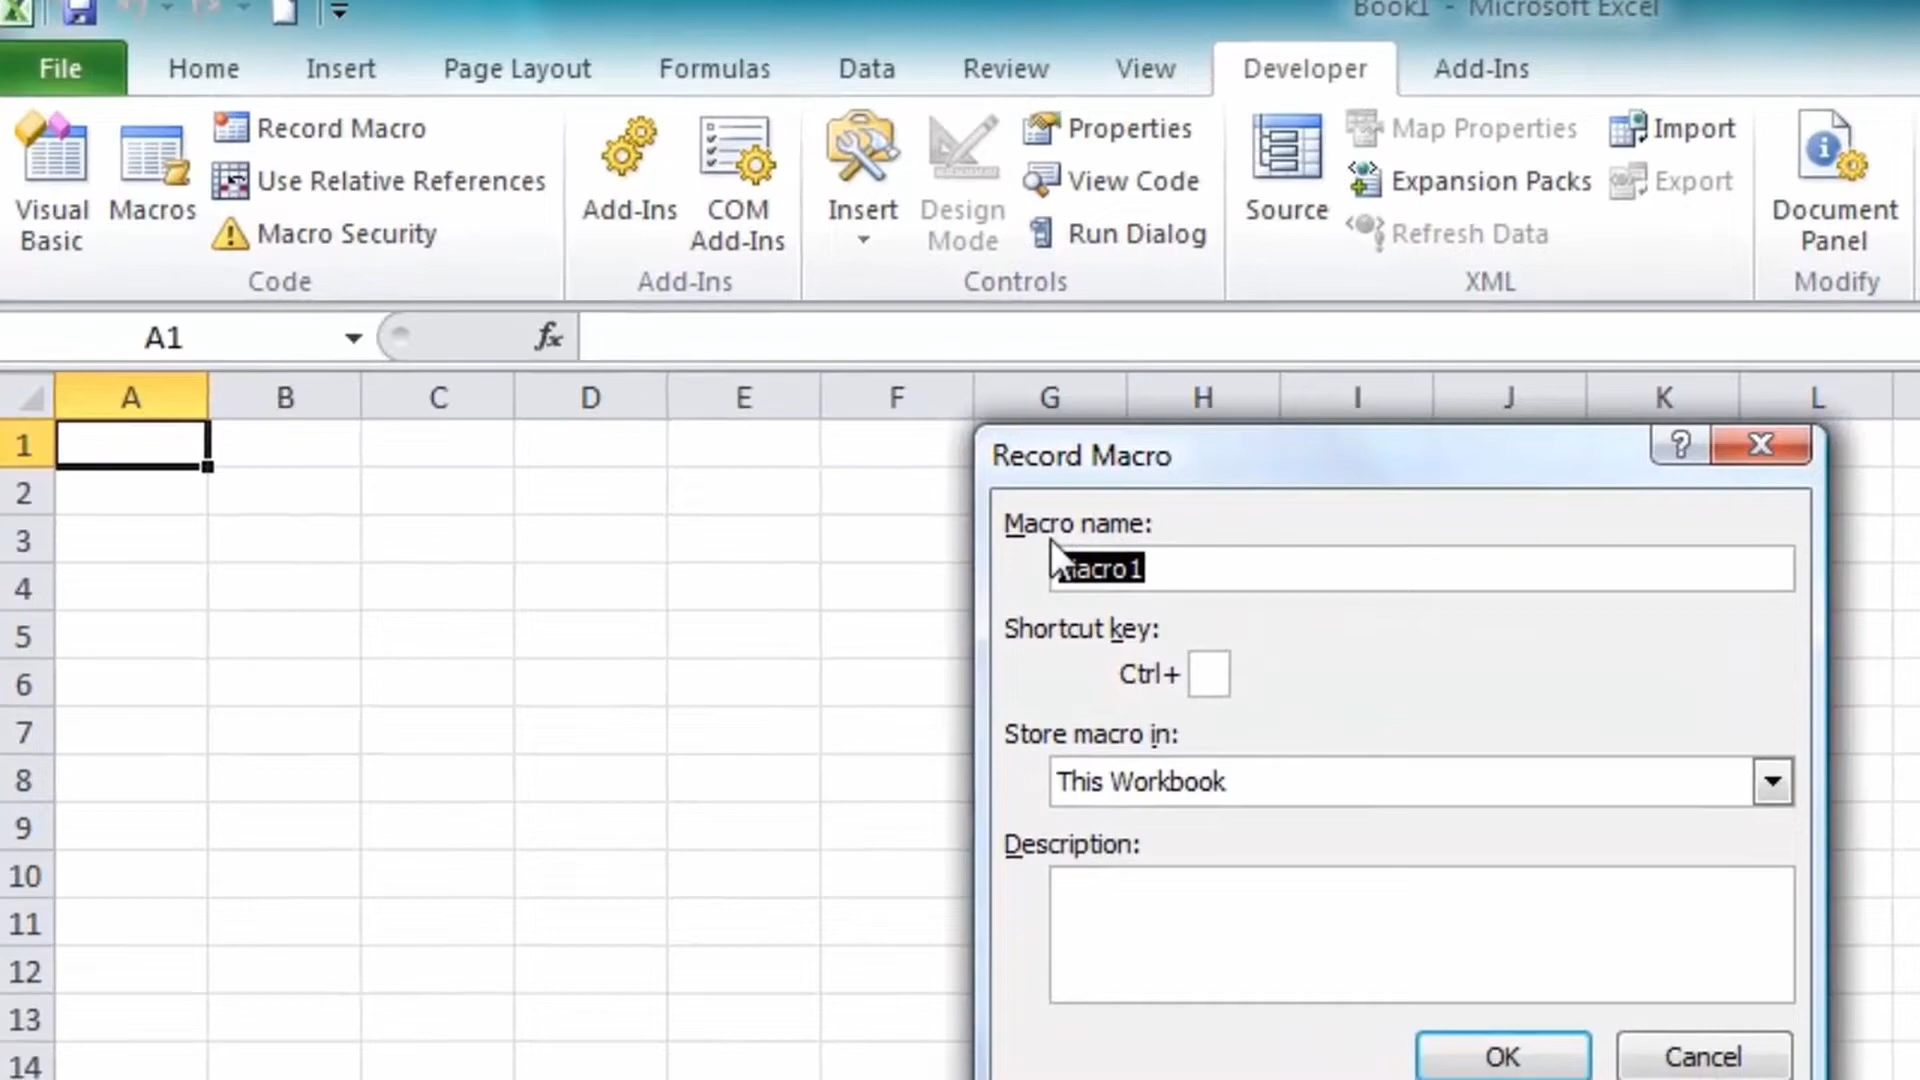 Book1 - Microsoft Excel
File Home Insert Page Layout Formulas Data Review View Developer Add-Ins
Visual Basic
Macros
Record Macro
Use Relative References
Macro Security
Code
Add-Ins
COM Add-Ins
Add-Ins
Insert
Design Mode
Properties
View Code
Run Dialog
Controls
Source
Map Properties
Expansion Packs
Refresh Data
Import
Export
XML
Document Panel
Modify
A1
fx
A B C D E F G H I J K L
1
2
3
4
5
6
7
8
9
10
11
12
13
14
Record Macro
Macro name:
Macro1
Shortcut key:
Ctrl+
Store macro in:
This Workbook
Description:
OK Cancel